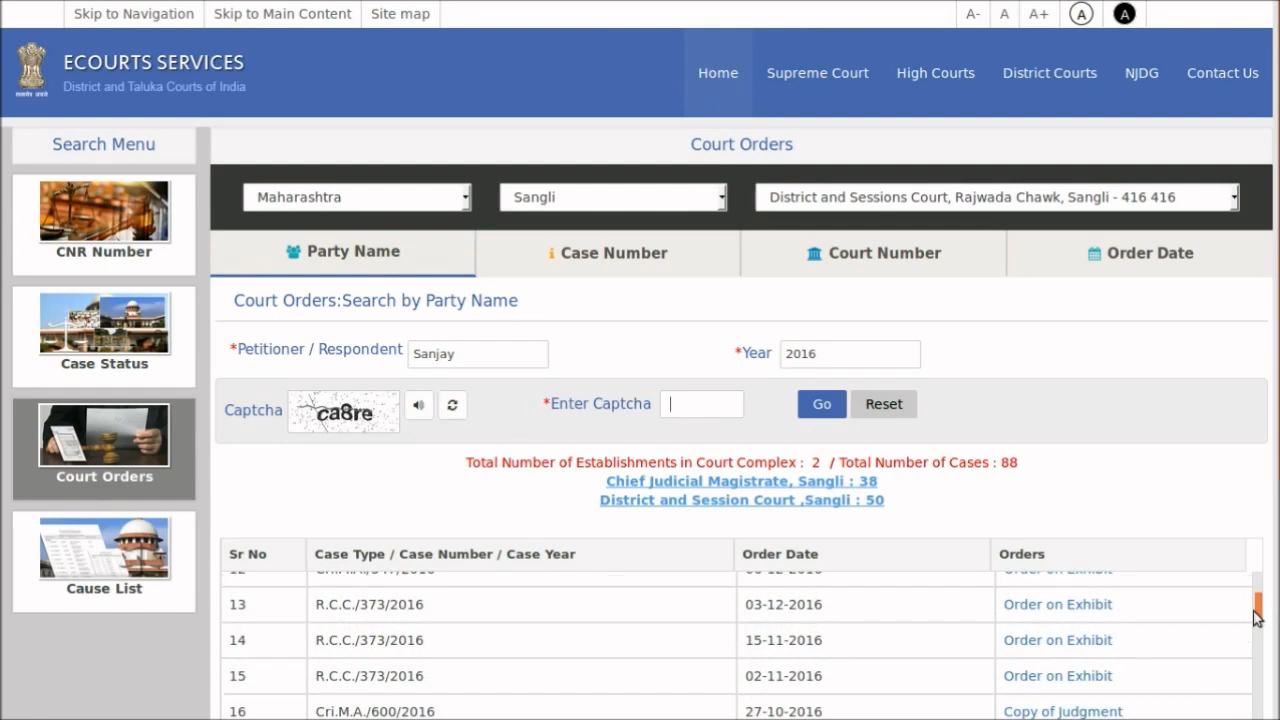 Skip to Navigation Skip to Main Content Site map A- A A+ A A
ECOURTS SERVICES
District and Taluka Courts of India
Home Supreme Court High Courts District Courts NJDG Contact Us
Search Menu
CNR Number
Case Status
Court Orders
Cause List
Court Orders
Maharashtra Sangli District and Sessions Court, Rajwada Chawk, Sangli - 416 416
Party Name Case Number Court Number Order Date
Court Orders:Search by Party Name
*Petitioner / Respondent Sanjay *Year 2016
Captcha ca8re *Enter Captcha Go Reset
Total Number of Establishments in Court Complex : 2 / Total Number of Cases : 88
Chief Judicial Magistrate, Sangli : 38
District and Session Court ,Sangli : 50
Sr No Case Type / Case Number / Case Year Order Date Orders
Order on Exhibit
13 R.C.C./373/2016 03-12-2016 Order on Exhibit
14 R.C.C./373/2016 15-11-2016 Order on Exhibit
15 R.C.C./373/2016 02-11-2016 Order on Exhibit
16 Cri.M.A./600/2016 27-10-2016 Copy of Judgment